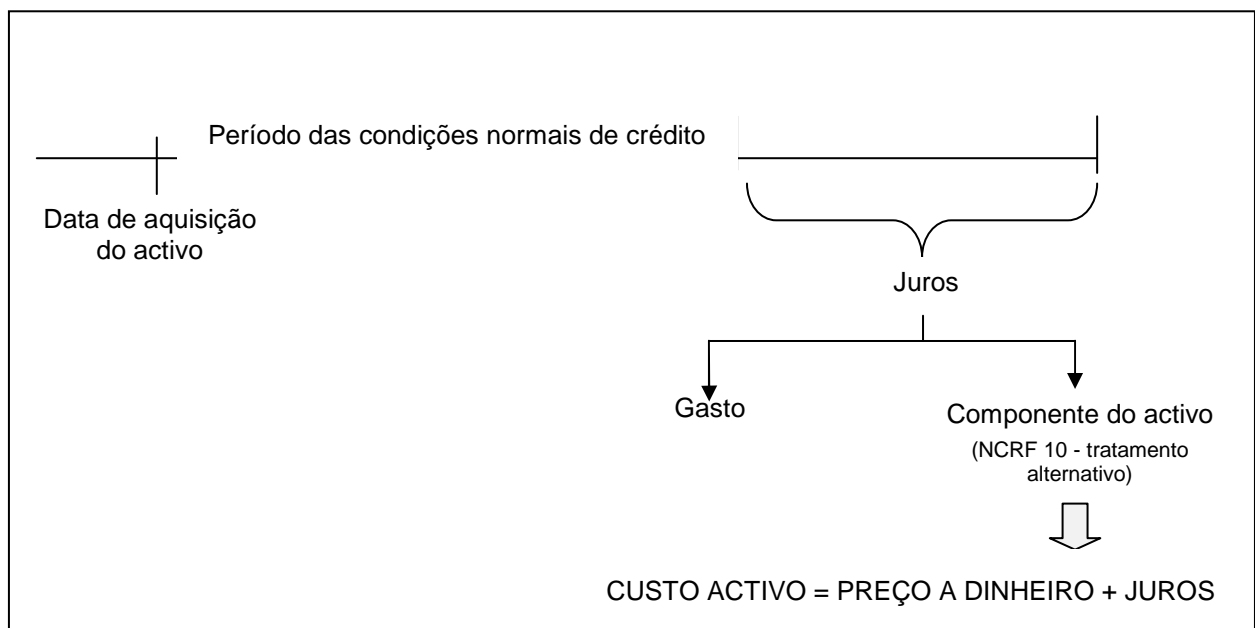 Período das condições normais de crédito
Data de aquisição
do activo
Juros
Gasto
Componente do activo
(NCRF 10 - tratamento
alternativo)
CUSTO ACTIVO = PREÇO A DINHEIRO + JUROS